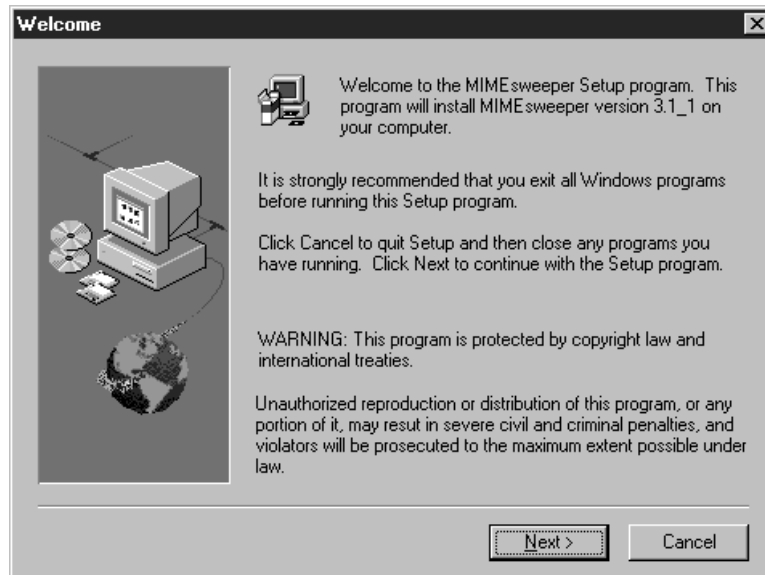 Welcome
Welcome to the MIMEsweeper Setup program. This
program will install MIMEsweeper version 3.1_1 on
your computer.
It is strongly recommended that you exit all Windows programs
before running this Setup program.
Click Cancel to quit Setup and then close any programs you
have running. Click Next to continue with the Setup program.
WARNING: This program is protected by copyright law and
international treaties.
Unauthorized reproduction or distribution of this program, or any
portion of it, may resut in severe civil and criminal penalties, and
violators will be prosecuted to the maximum extent possible under
law.
Next >
Cancel